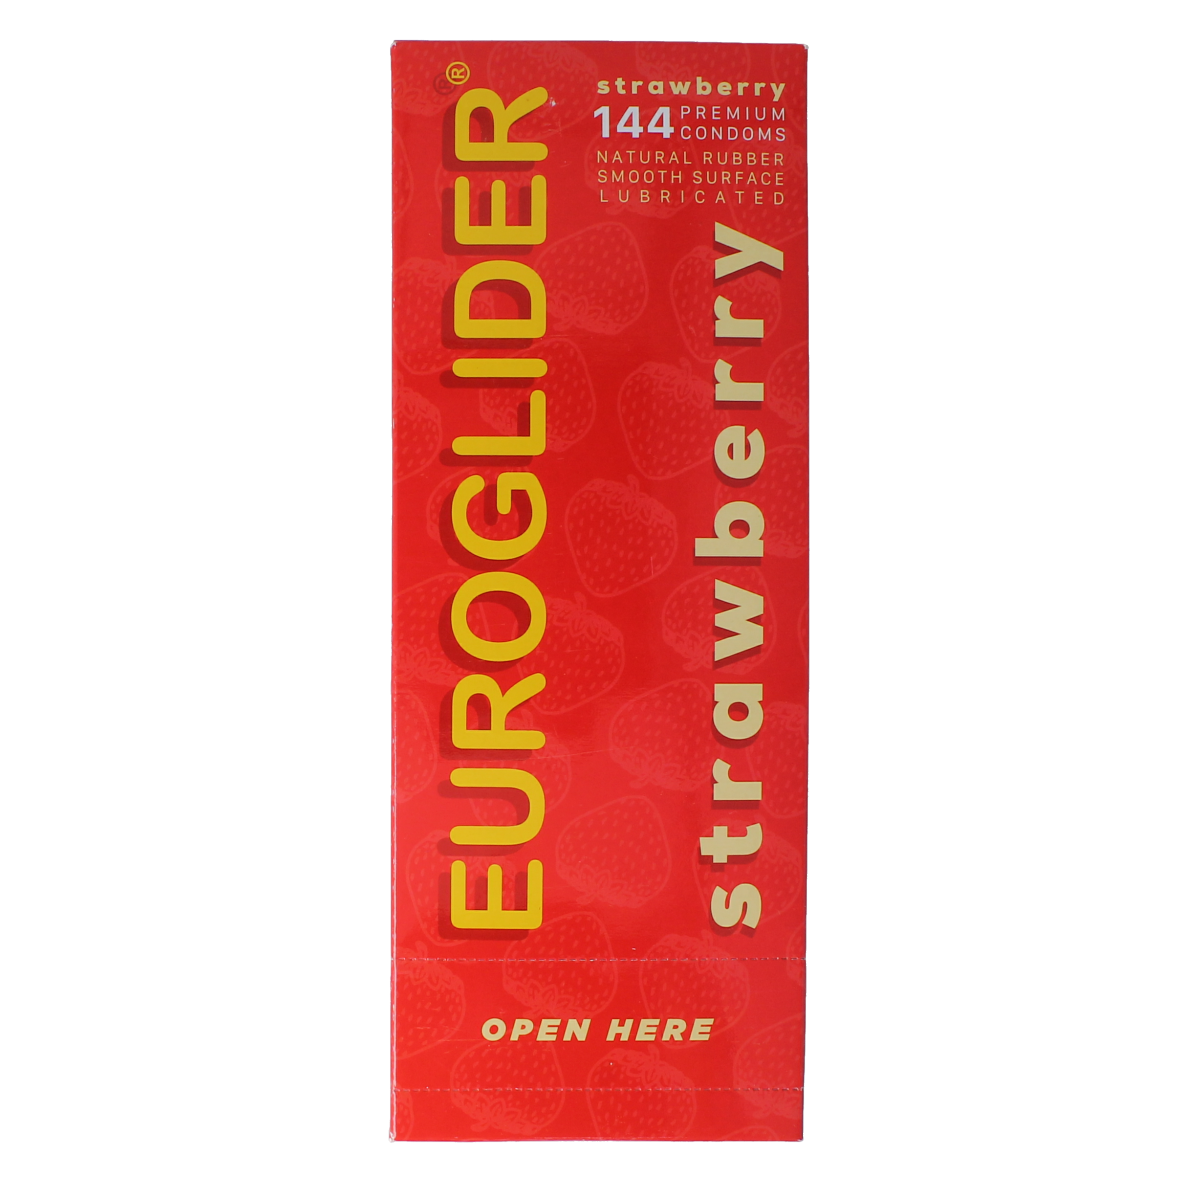 EUROGLIDER®
strawberry
144 PREMIUM
CONDOMS
NATURAL RUBBER
SMOOTH SURFACE
LUBRICATED
strawberry
OPEN HERE